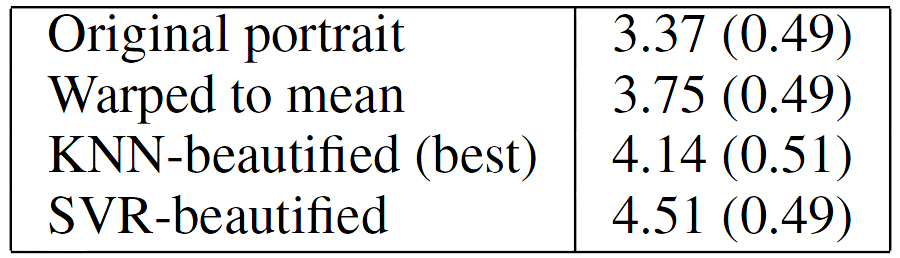 Original portrait 3.37 (0.49)
Warped to mean 3.75 (0.49)
KNN-beautified (best) 4.14 (0.51)
SVR-beautified 4.51 (0.49)